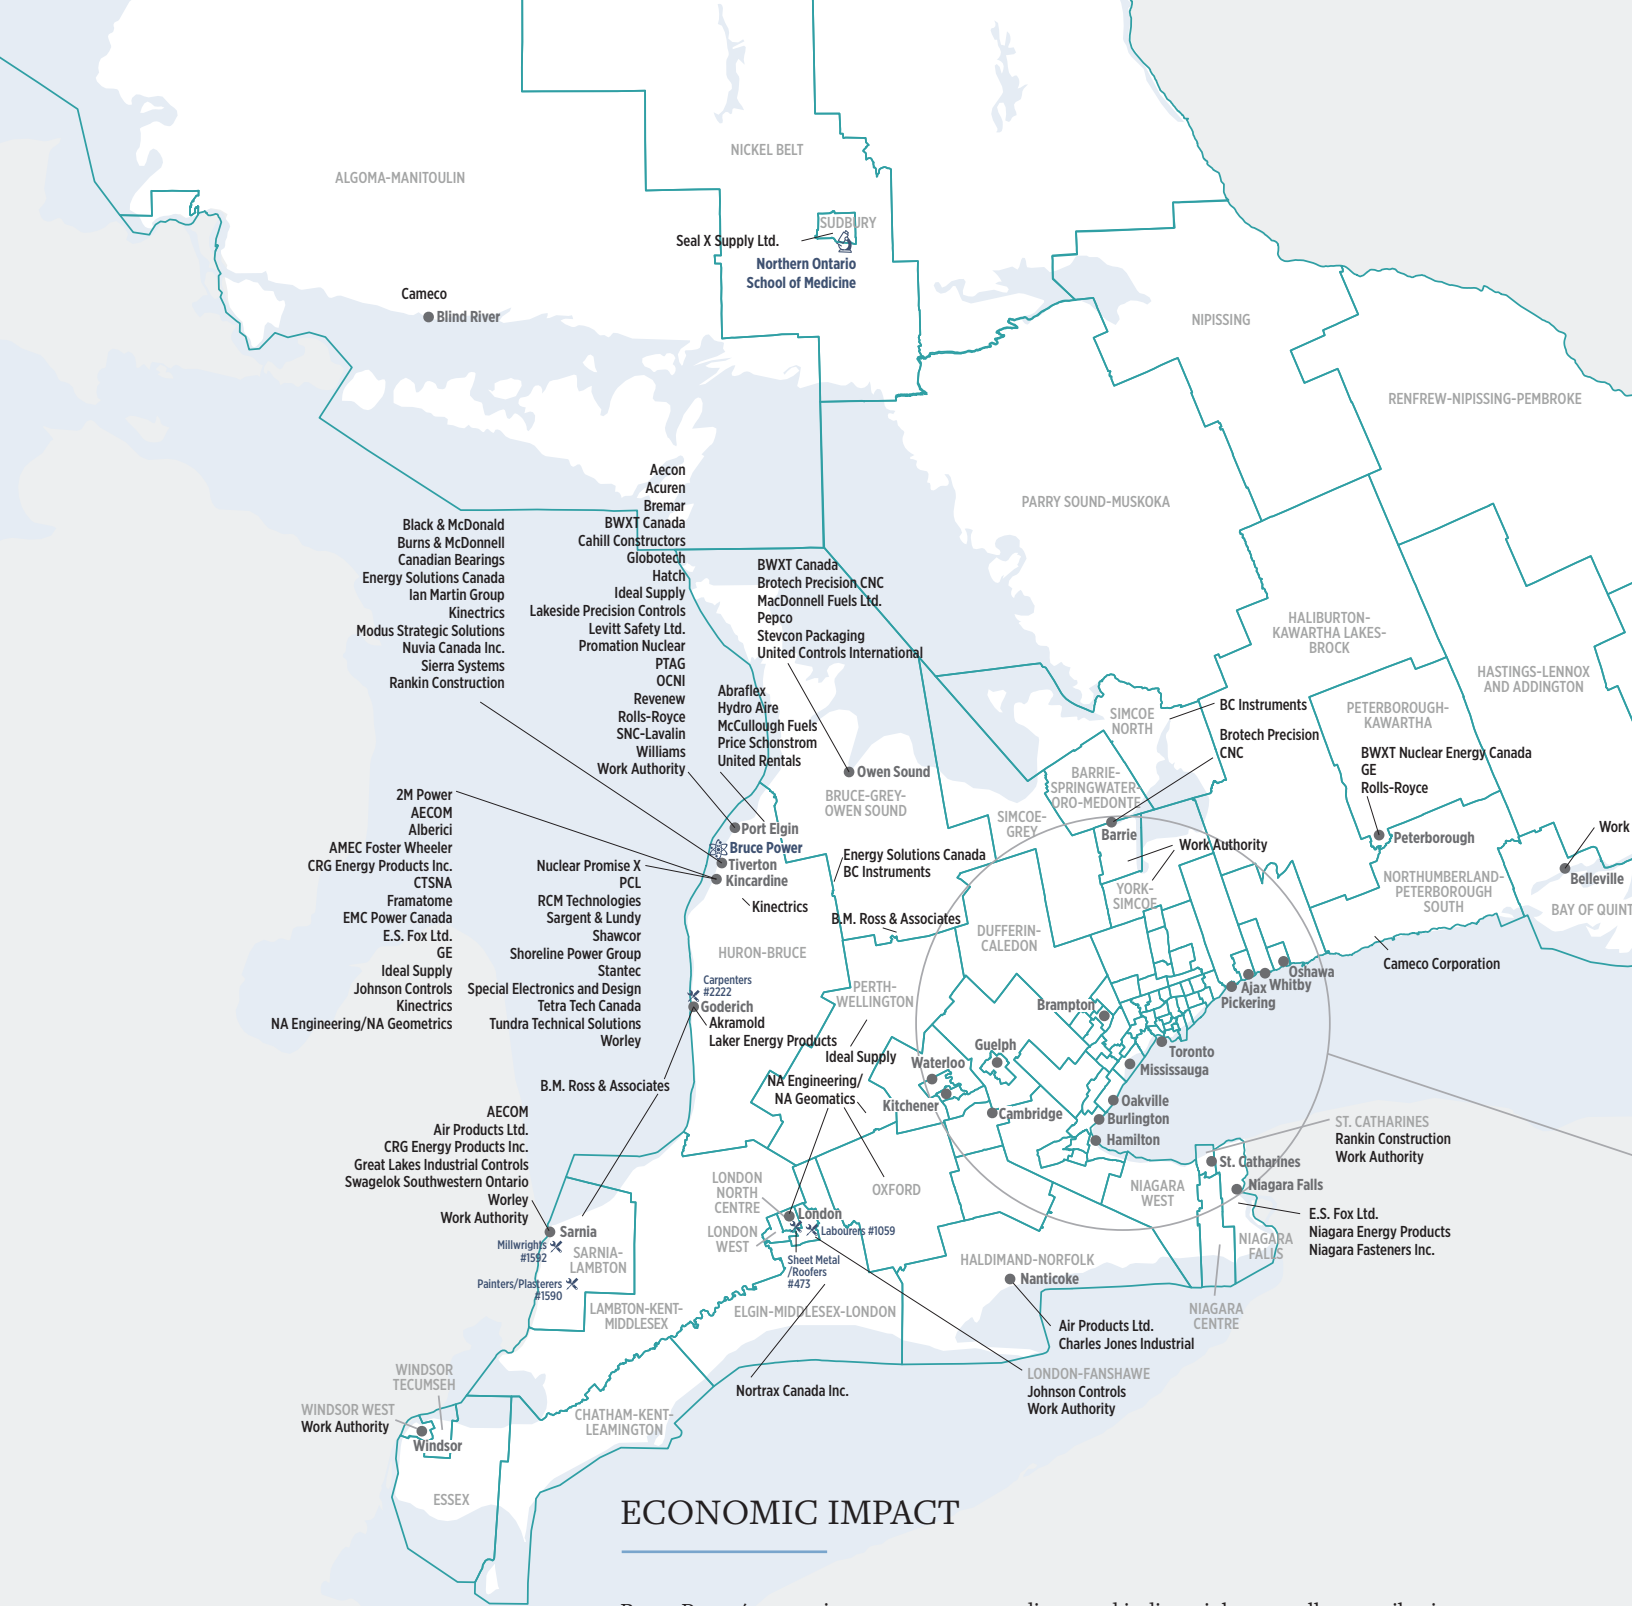 NICKEL BELT
ALGOMA-MANITOULIN
SUDBURY
Seal X Supply Ltd.
Northern Ontario
School of Medicine
Cameco
Blind River
NIPISSING
RENFREW-NIPISSING-PEMBROKE
PARRY SOUND-MUSKOKA
Aecon
Acuren
Bremar
BWXT Canada
Cahill Constructors
Globotech
Hatch
Ideal Supply
Lakeside Precision Controls
Levitt Safety Ltd.
Promation Nuclear
PTAG
OCNI
Revenew
Rolls-Royce
SNC-Lavalin
Williams
Work Authority
Black & McDonald
Burns & McDonnell
Canadian Bearings
Energy Solutions Canada
Ian Martin Group
Kinectrics
Modus Strategic Solutions
Nuvia Canada Inc.
Sierra Systems
Rankin Construction
BWXT Canada
Brotech Precision CNC
MacDonnell Fuels Ltd.
Pepco
Stevcon Packaging
United Controls International
Abraflex
Hydro Aire
McCullough Fuels
Price Schonstrom
United Rentals
HALIBURTON-
KAWARTHA LAKES-
BROCK
HASTINGS-LENNOX
AND ADDINGTON
SIMCOE
NORTH
BC Instruments
Brotech Precision
CNC
PETERBOROUGH-
KAWARTHA
BWXT Nuclear Energy Canada
GE
Rolls-Royce
Peterborough
Owen Sound
BRUCE-GREY-
OWEN SOUND
BARRIE-
SPRINGWATER-
ORO-MEDONTE
SIMCOE-
GREY
Barrie
Work Authority
Work
Belleville
BAY OF QUINT
NORTHUMBERLAND-
PETERBOROUGH
SOUTH
YORK-
SIMCOE
2M Power
AECOM
Alberici
AMEC Foster Wheeler
CRG Energy Products Inc.
CTSNA
Framatome
EMC Power Canada
E.S. Fox Ltd.
GE
Ideal Supply
Johnson Controls
Kinectrics
NA Engineering/NA Geometrics
Nuclear Promise X
PCL
RCM Technologies
Sargent & Lundy
Shawcor
Shoreline Power Group
Stantec
Special Electronics and Design
Tetra Tech Canada
Tundra Technical Solutions
Worley
Port Elgin
Bruce Power
Tiverton
Kincardine
Kinectrics
Energy Solutions Canada
BC Instruments
B.M. Ross & Associates
DUFFERIN-
CALEDON
HURON-BRUCE
Cameco Corporation
Carpenters
#2222
Goderich
Akramold
Laker Energy Products
PERTH-
WELLINGTON
Oshawa
Whitby
Ajax
Pickering
Brampton
Toronto
Mississauga
Guelph
Waterloo
Ideal Supply
NA Engineering/
NA Geomatics
Kitchener
Cambridge
Oakville
Burlington
Hamilton
B.M. Ross & Associates
AECOM
Air Products Ltd.
CRG Energy Products Inc.
Great Lakes Industrial Controls
Swagelok Southwestern Ontario
Worley
Work Authority
ST. CATHARINES
Rankin Construction
Work Authority
St. Catharines
Niagara Falls
NIAGARA
WEST
E.S. Fox Ltd.
Niagara Energy Products
Niagara Fasteners Inc.
NIAGARA
FALLS
NIAGARA
CENTRE
LONDON
NORTH
CENTRE
OXFORD
London
LONDON
WEST
Labourers #1059
Sheet Metal
/Roofers
#473
Sarnia
Millwrights
#1592
SARNIA-
LAMBTON
Painters/Plasterers
#1590
HALDIMAND-NORFOLK
Nanticoke
LAMBTON-KENT-
MIDDLESEX
ELGIN-MIDDLESEX-LONDON
Air Products Ltd.
Charles Jones Industrial
LONDON-FANSHAWE
Johnson Controls
Work Authority
Nortrax Canada Inc.
WINDSOR
TECUMSEH
WINDSOR WEST
Work Authority
Windsor
CHATHAM-KENT-
LEAMINGTON
ESSEX
ECONOMIC IMPACT